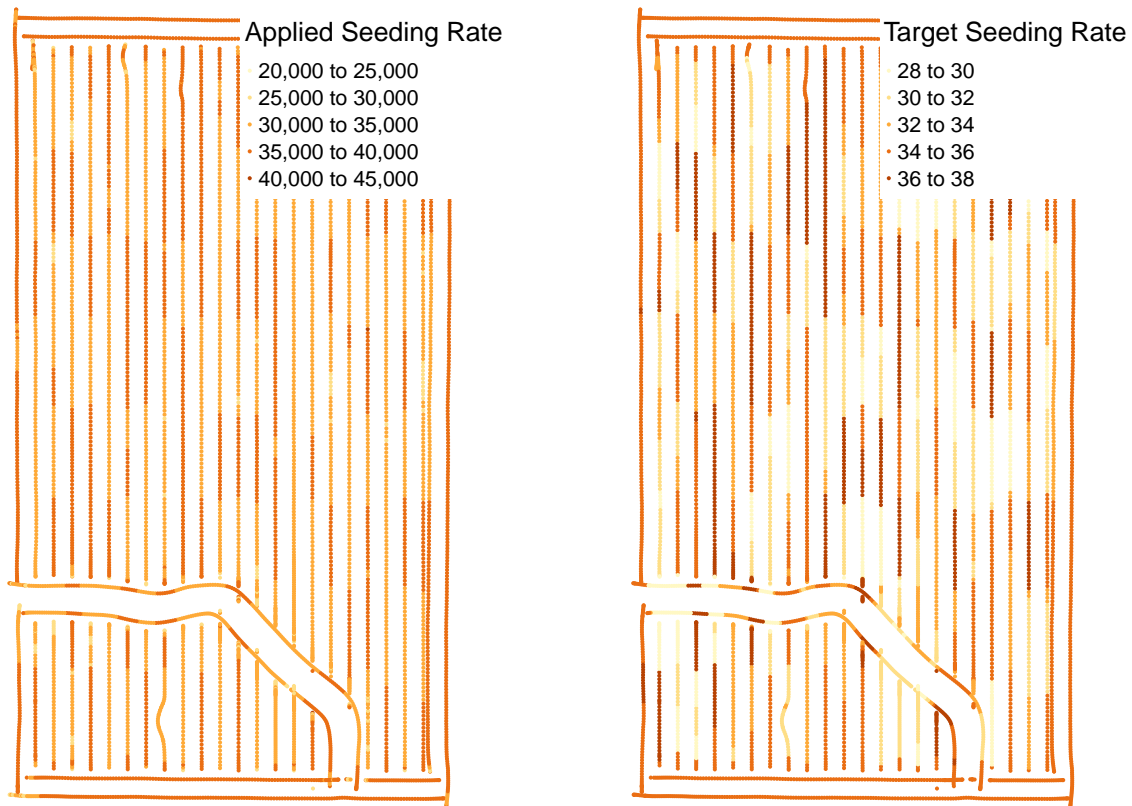 Applied Seeding Rate
20,000 to 25,000
25,000 to 30,000
30,000 to 35,000
35,000 to 40,000
40,000 to 45,000
Target Seeding Rate
28 to 30
30 to 32
32 to 34
34 to 36
36 to 38